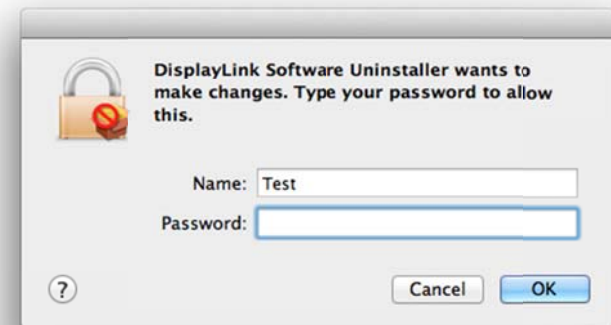 DisplayLink Software Uninstaller wants to
make changes. Type your password to allow
this.
Name: Test
Password:
?
Cancel
OK